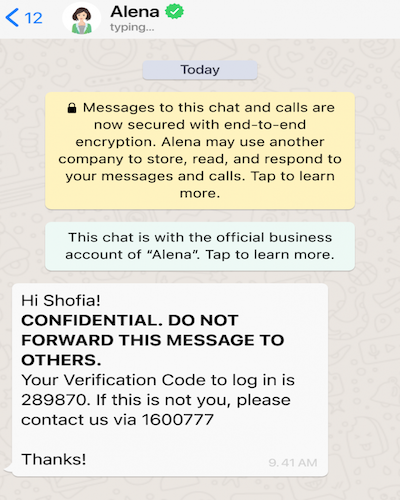 12
Alena
typing...
Today
Messages to this chat and calls are
now secured with end-to-end
encryption. Alena may use another
company to store, read, and respond to
your messages and calls. Tap to learn
more.
This chat is with the official business
account of “Alena”. Tap to learn more.
Hi Shofia!
CONFIDENTIAL. DO NOT
FORWARD THIS MESSAGE TO
OTHERS.
Your Verification Code to log in is
289870. If this is not you, please
contact us via 1600777
Thanks!
9.41 AM